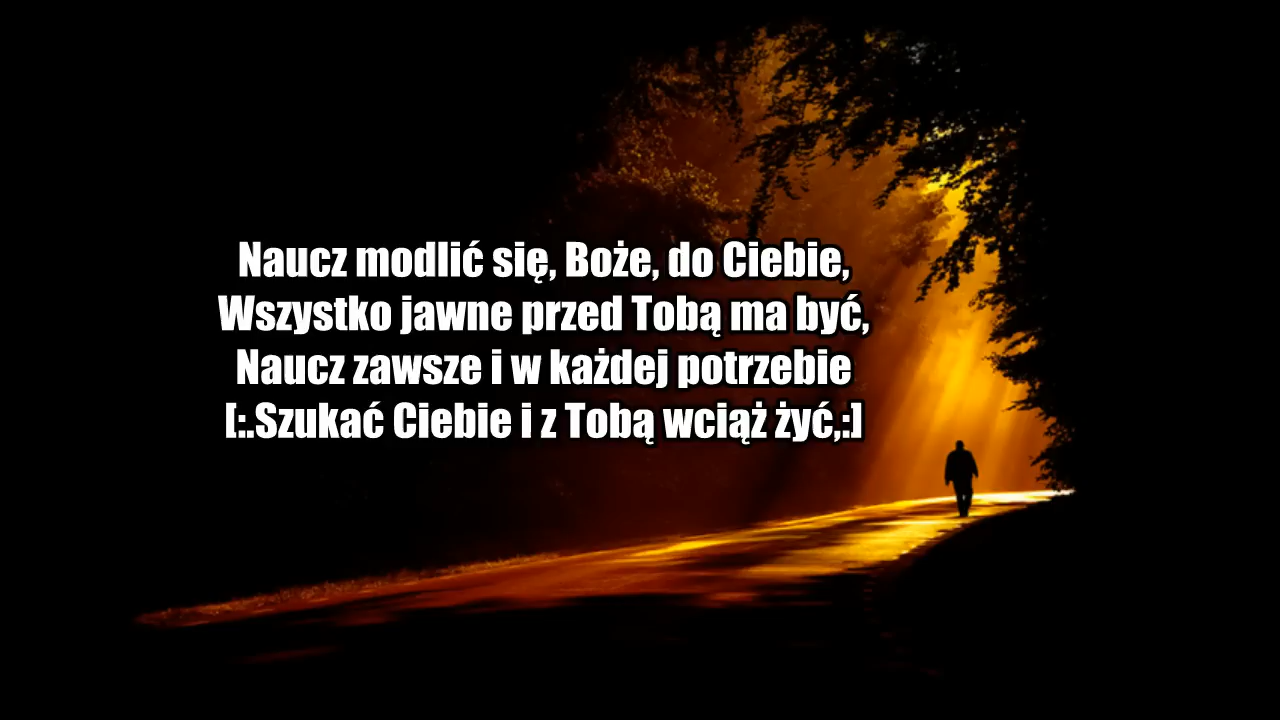 Naucz modlić się, Boże, do Ciebie,
Wszystko jawne przed Tobą ma być,
Naucz zawsze i w każdej potrzebie
[:.Szukać Ciebie i z Tobą wciąż żyć,:]